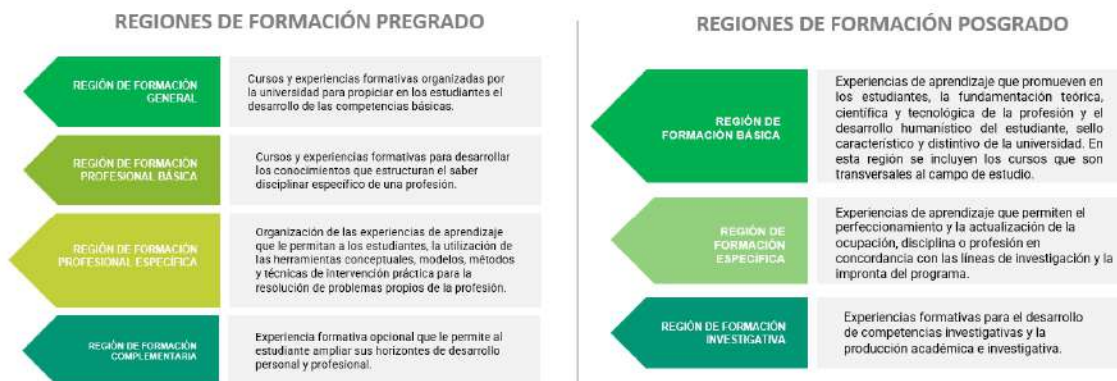 REGIONES DE FORMACIÓN PREGRADO
REGIÓN DE FORMACIÓN
GENERAL
Cursos y experiencias formativas organizadas por
la universidad para propiciar en los estudiantes el
desarrollo de las competencias básicas.
REGIÓN DE FORMACIÓN
PROFESIONAL BÁSICA
Cursos y experiencias formativas para desarrollar
los conocimientos que estructuran el saber
disciplinar específico de una profesión.
REGIÓN DE FORMACIÓN
PROFESIONAL ESPECÍFICA
Organización de las experiencias de aprendizaje
que le permitan a los estudiantes, la utilización de
las herramientas conceptuales, modelos, métodos
y técnicas de intervención práctica para la
resolución de problemas propios de la profesión.
REGIÓN DE FORMACIÓN
COMPLEMENTARIA
Experiencia formativa opcional que le permite al
estudiante ampliar sus horizontes de desarrollo
personal y profesional.
REGIONES DE FORMACIÓN POSGRADO
REGIÓN DE
FORMACIÓN BÁSICA
Experiencias de aprendizaje que promueven en
los estudiantes, la fundamentación teórica,
científica y tecnológica de la profesión y el
desarrollo humanístico del estudiante, sello
característico y distintivo de la universidad. En
esta región se incluyen los cursos que son
transversales al campo de estudio.
REGIÓN DE
FORMACIÓN
ESPECÍFICA
Experiencias de aprendizaje que permiten el
perfeccionamiento y la actualización de la
ocupación, disciplina o profesión en
concordancia con las líneas de investigación y la
impronta del programa.
REGIÓN DE FORMACIÓN
INVESTIGATIVA
Experiencias formativas para el desarrollo
de competencias investigativas y la
producción académica e investigativa.